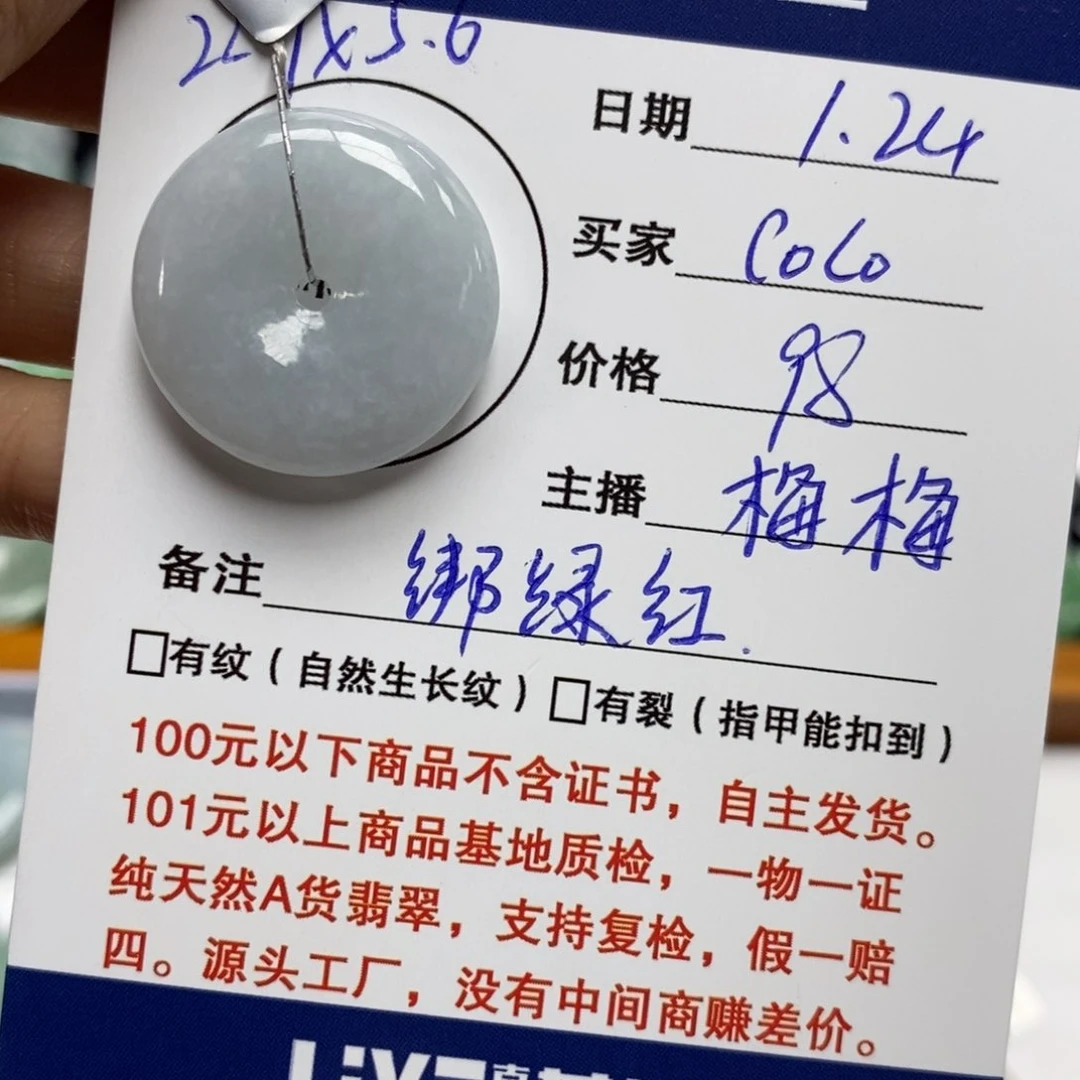 日期 1.24
买家 CoCo
价格 98
主播 梅梅
备注 绑绿红.
□有纹(自然生长纹) □有裂(指甲能扣到)
100元以下商品不含证书，自主发货。
101元以上商品基地质检，一物一证
纯天然A货翡翠，支持复检，假一赔
四。源头工厂，没有中间商赚差价。